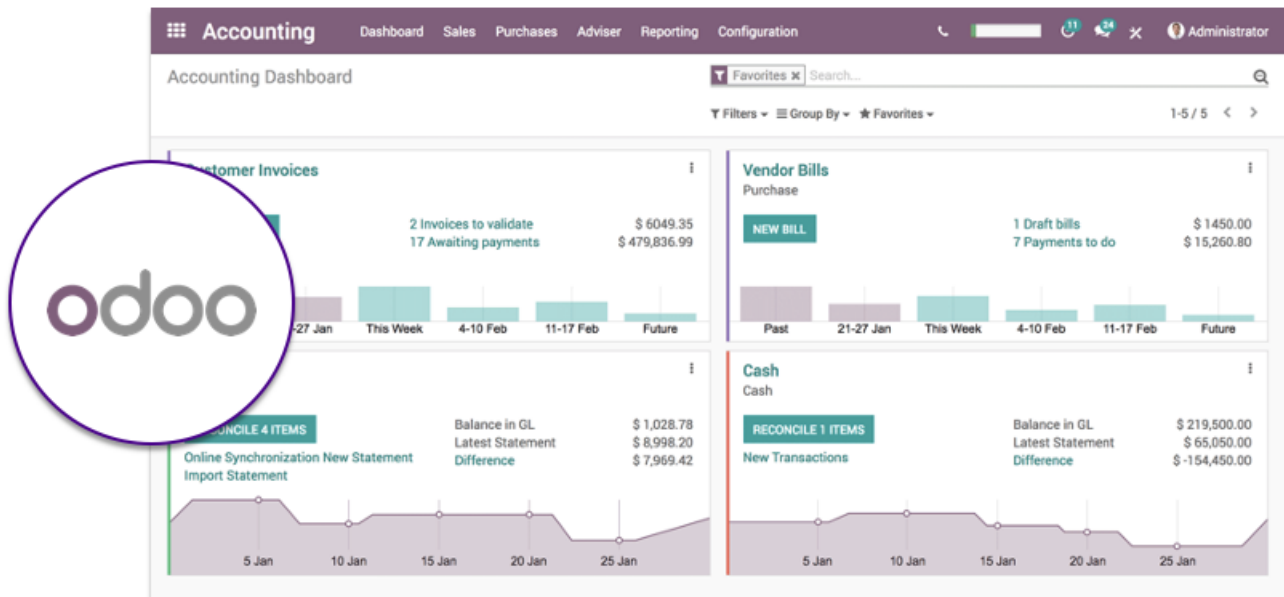 Accounting Dashboard Sales Purchases Adviser Reporting Configuration 11 24 Administrator
Accounting Dashboard
Favorites Search...
Filters Group By Favorites 1-5 / 5
Customer Invoices
2 Invoices to validate $ 6049.35
17 Awaiting payments $ 479,836.99
-27 Jan This Week 4-10 Feb 11-17 Feb Future
Vendor Bills
Purchase
NEW BILL
1 Draft bills $ 1450.00
7 Payments to do $ 15,260.80
Past 21-27 Jan This Week 4-10 Feb 11-17 Feb Future
odoo
RECONCILE 4 ITEMS
Balance in GL $ 1,028.78
Latest Statement $ 8,998.20
Difference $ 7,969.42
Online Synchronization New Statement
Import Statement
5 Jan 10 Jan 15 Jan 20 Jan 25 Jan
Cash
Cash
RECONCILE 1 ITEMS
New Transactions
Balance in GL $ 219,500.00
Latest Statement $ 65,050.00
Difference $ -154,450.00
5 Jan 10 Jan 15 Jan 20 Jan 25 Jan